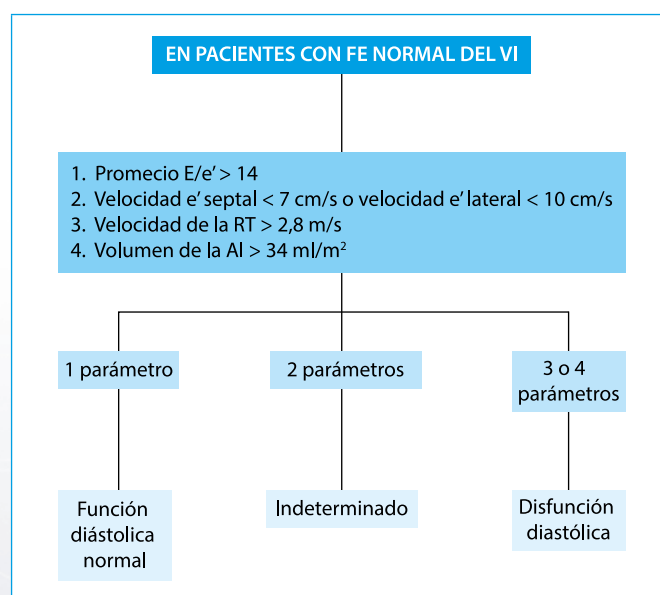 EN PACIENTES CON FE NORMAL DEL VI
1. Promecio E/e' > 14
2. Velocidad e' septal < 7 cm/s o velocidad e' lateral < 10 cm/s
3. Velocidad de la RT > 2,8 m/s
4. Volumen de la AI > 34 ml/m²
1 parámetro
2 parámetros
3 o 4
parámetros
Función
diástolica
normal
Indeterminado
Disfunción
diastólica